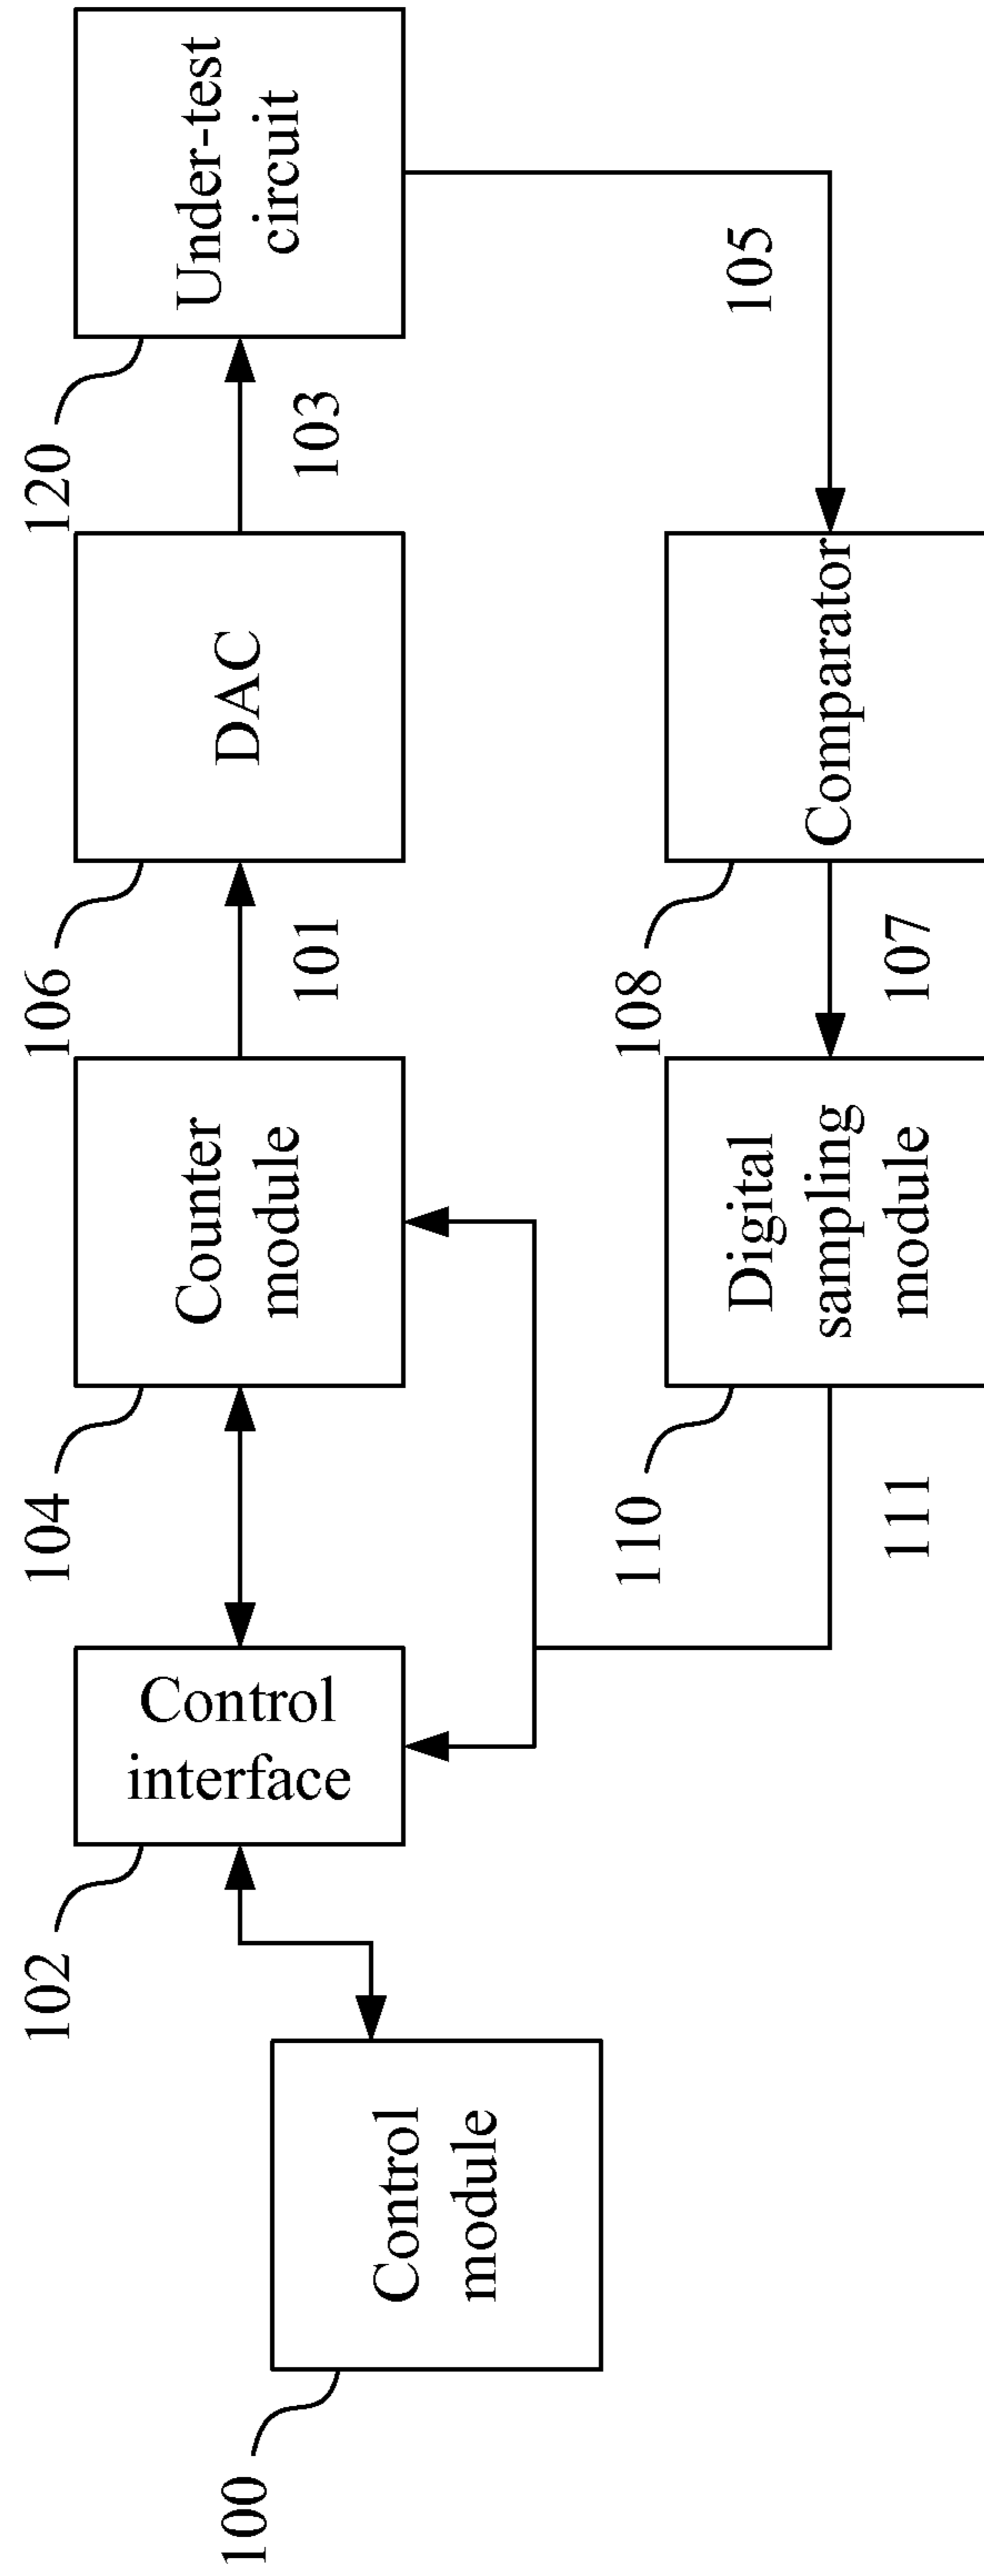 100
Control
module
102
Control
interface
104
Counter
module
101
106
DAC
103
120
Under-test
circuit
105
108
Comparator
107
110
Digital
sampling
module
111